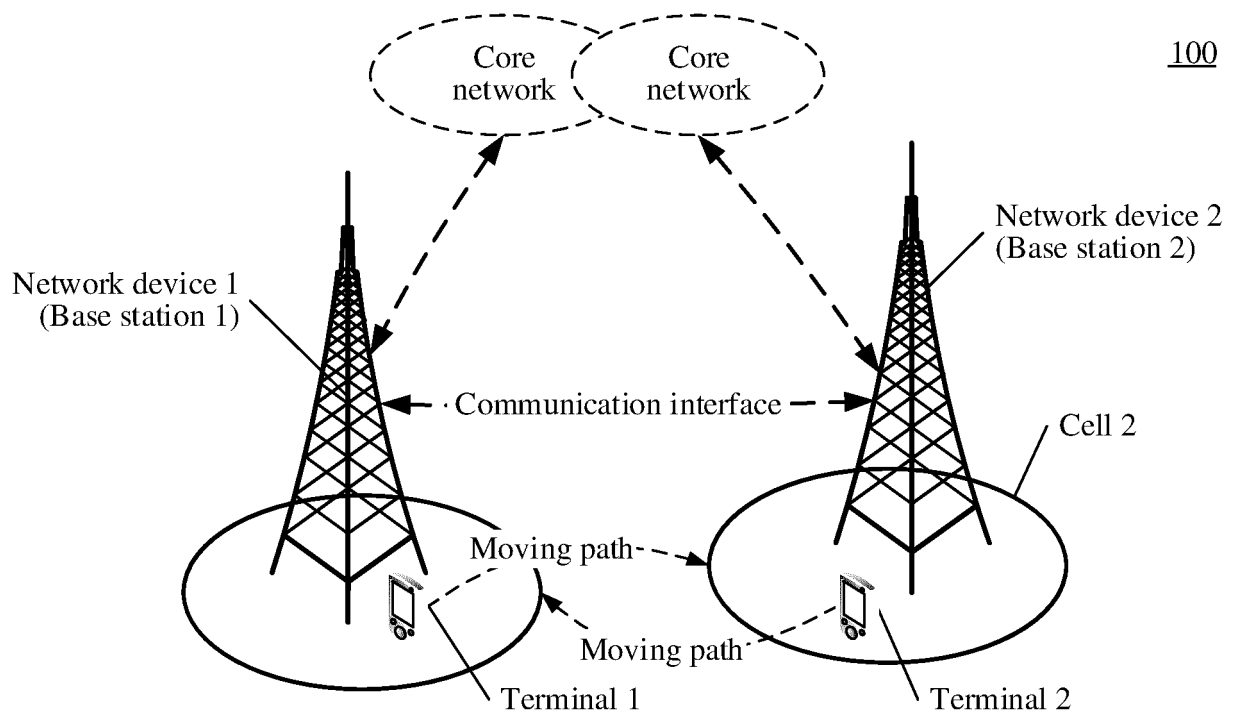 Core
network
Core
network
100
Network device 2
(Base station 2)
Network device 1
(Base station 1)
Communication interface
Cell 2
Moving path
Moving path
Terminal 1
Terminal 2